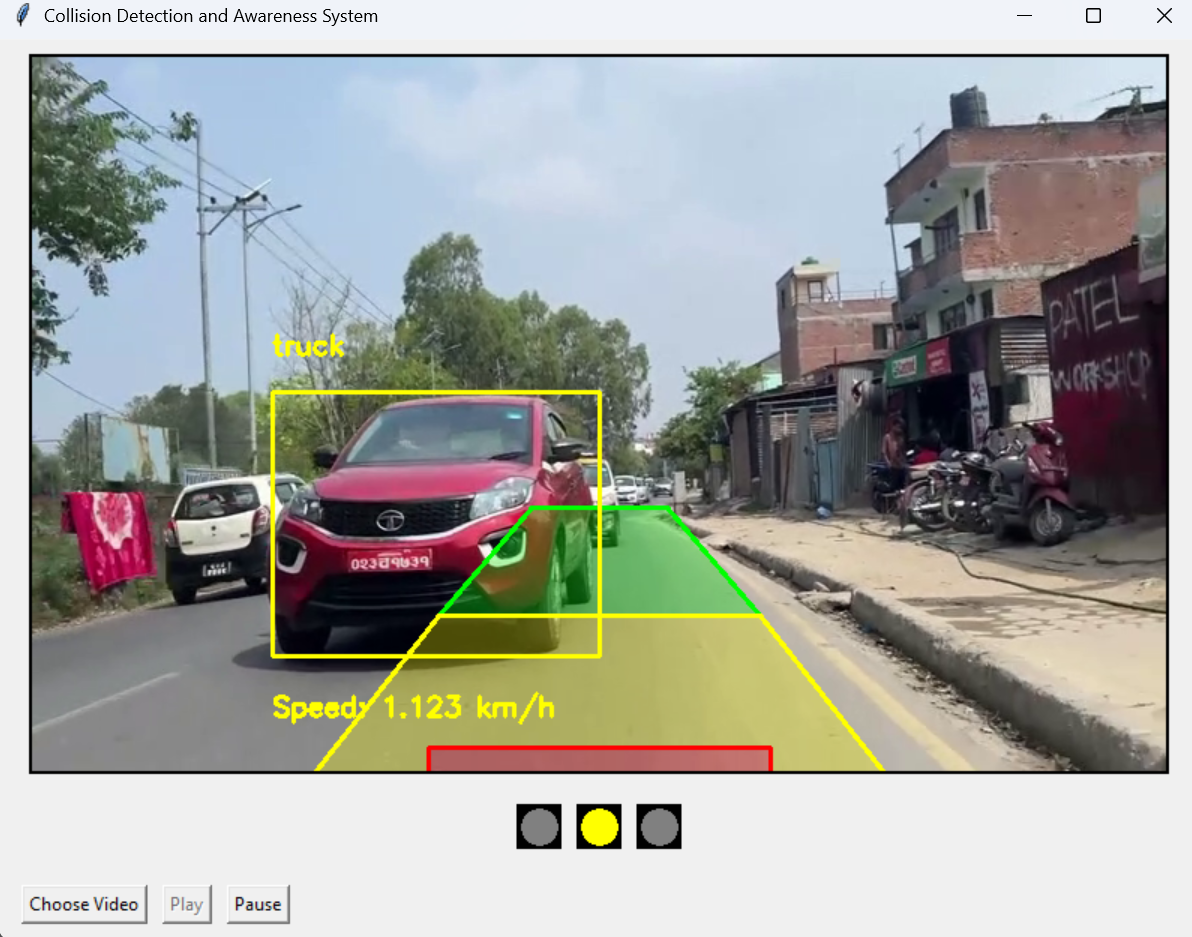 Collision Detection and Awareness System
truck
PATEL
WORKSHOP
Speed: 1.123 km/h
Choose Video
Play
Pause